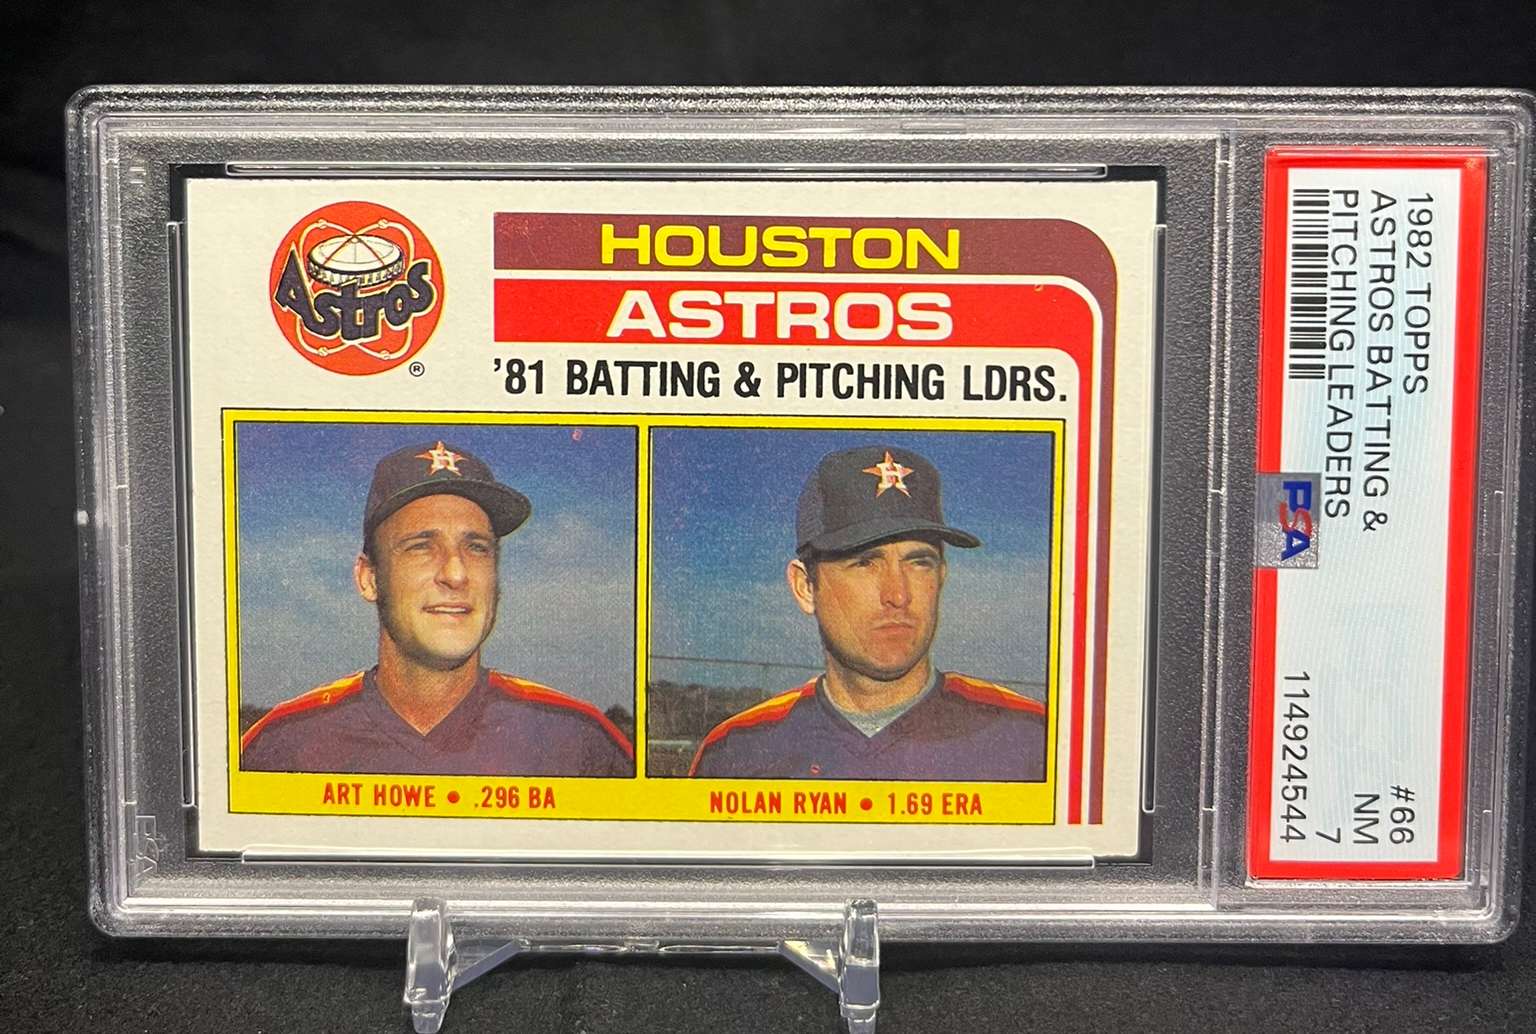 Astros
®
HOUSTON
ASTROS
'81 BATTING & PITCHING LDRS.
H
H
ART HOWE • .296 BA
NOLAN RYAN • 1.69 ERA
1982 TOPPS
ASTROS BATTING &
PITCHING LEADERS
#66
NM
7
114924544
PSA
PSA